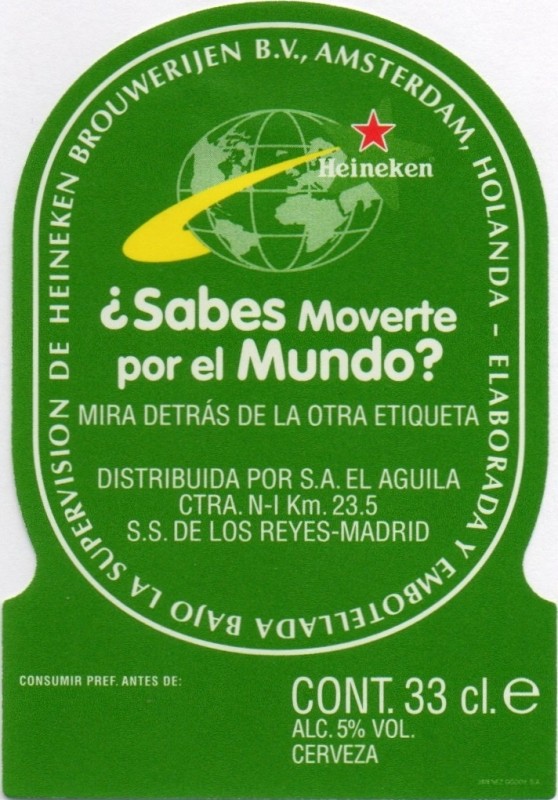 ELABORADA Y EMBOTELLADA BAJO LA SUPERVISION DE HEINEKEN BROUWERIJEN B.V., AMSTERDAM, HOLANDA –
Heineken
¿Sabes Moverte
por el Mundo?
MIRA DETRÁS DE LA OTRA ETIQUETA
DISTRIBUIDA POR S.A. EL AGUILA
CTRA. N-I Km. 23.5
S.S. DE LOS REYES-MADRID
CONSUMIR PREF. ANTES DE:
CONT. 33 cl. e
ALC. 5% VOL.
CERVEZA